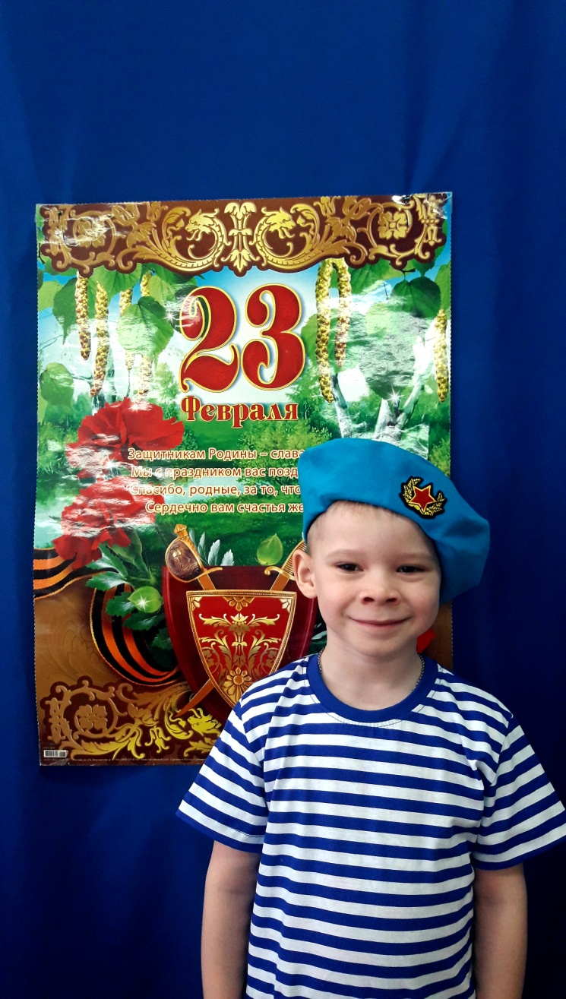 23
Февраля
Защитникам Родины – слава
Мы с праздником вас позд
Спасибо, родные, за то, что
Сердечно вам счастья же